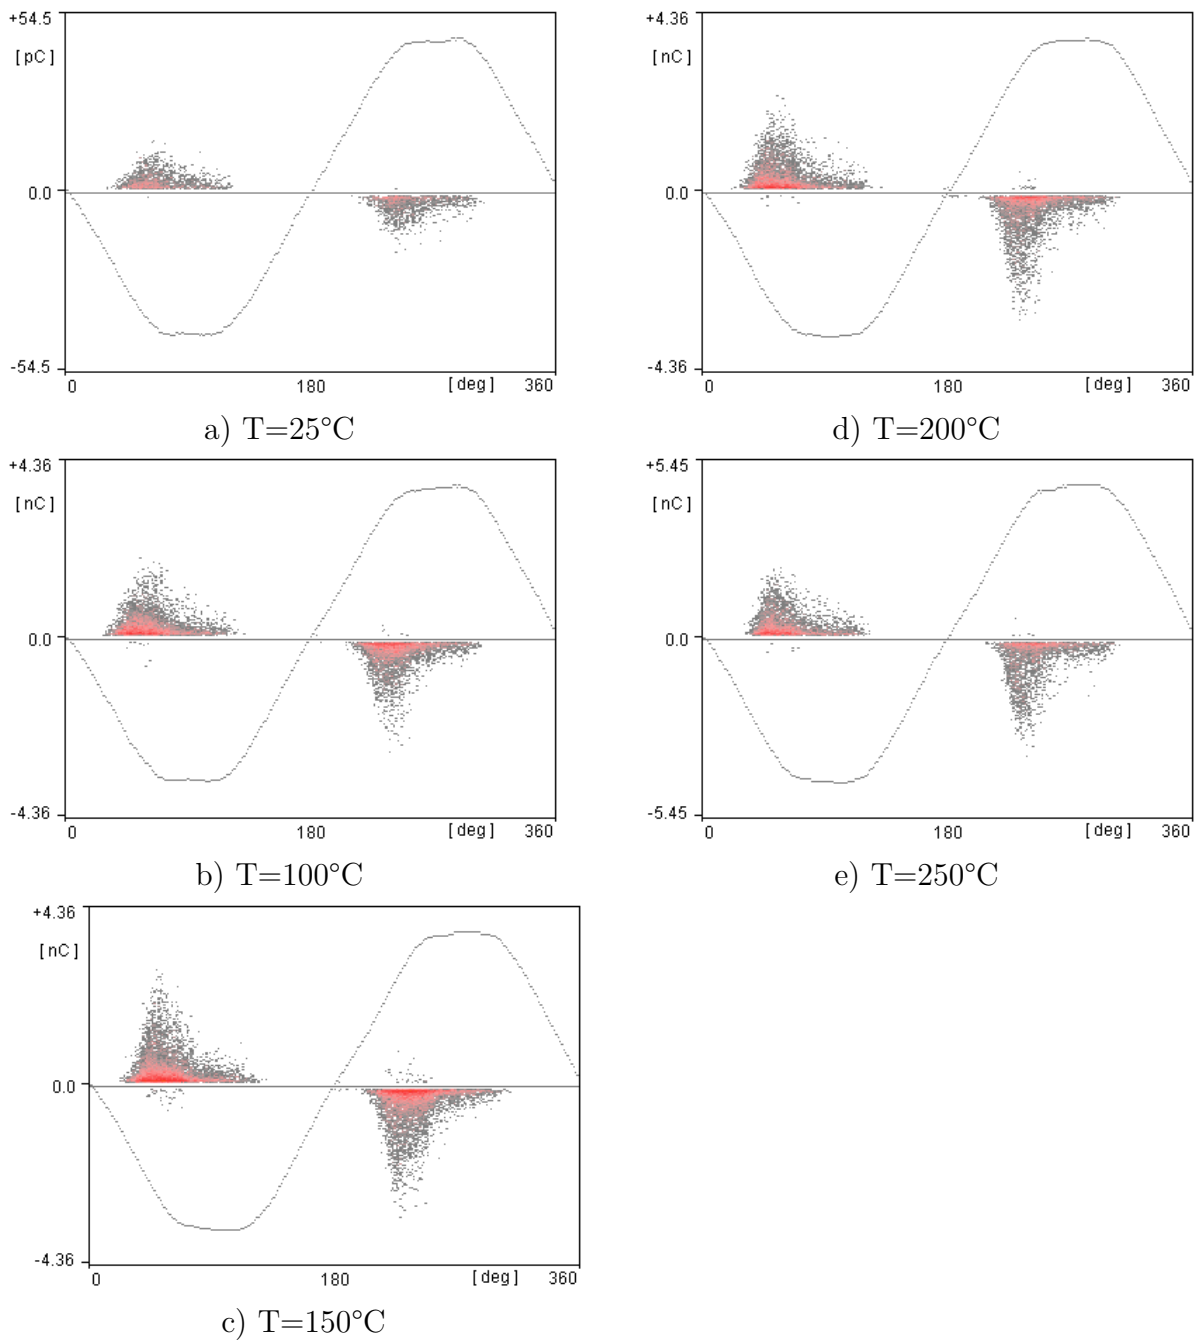 +54.5
[pC]
0.0
-54.5
0
180
[deg]
360
a) T=25°C
+4.36
[nC]
0.0
-4.36
0
180
[deg]
360
d) T=200°C
+4.36
[nC]
0.0
-4.36
0
180
[deg]
360
b) T=100°C
+5.45
[nC]
0.0
-5.45
0
180
[deg]
360
e) T=250°C
+4.36
[nC]
0.0
-4.36
0
180
[deg]
360
c) T=150°C